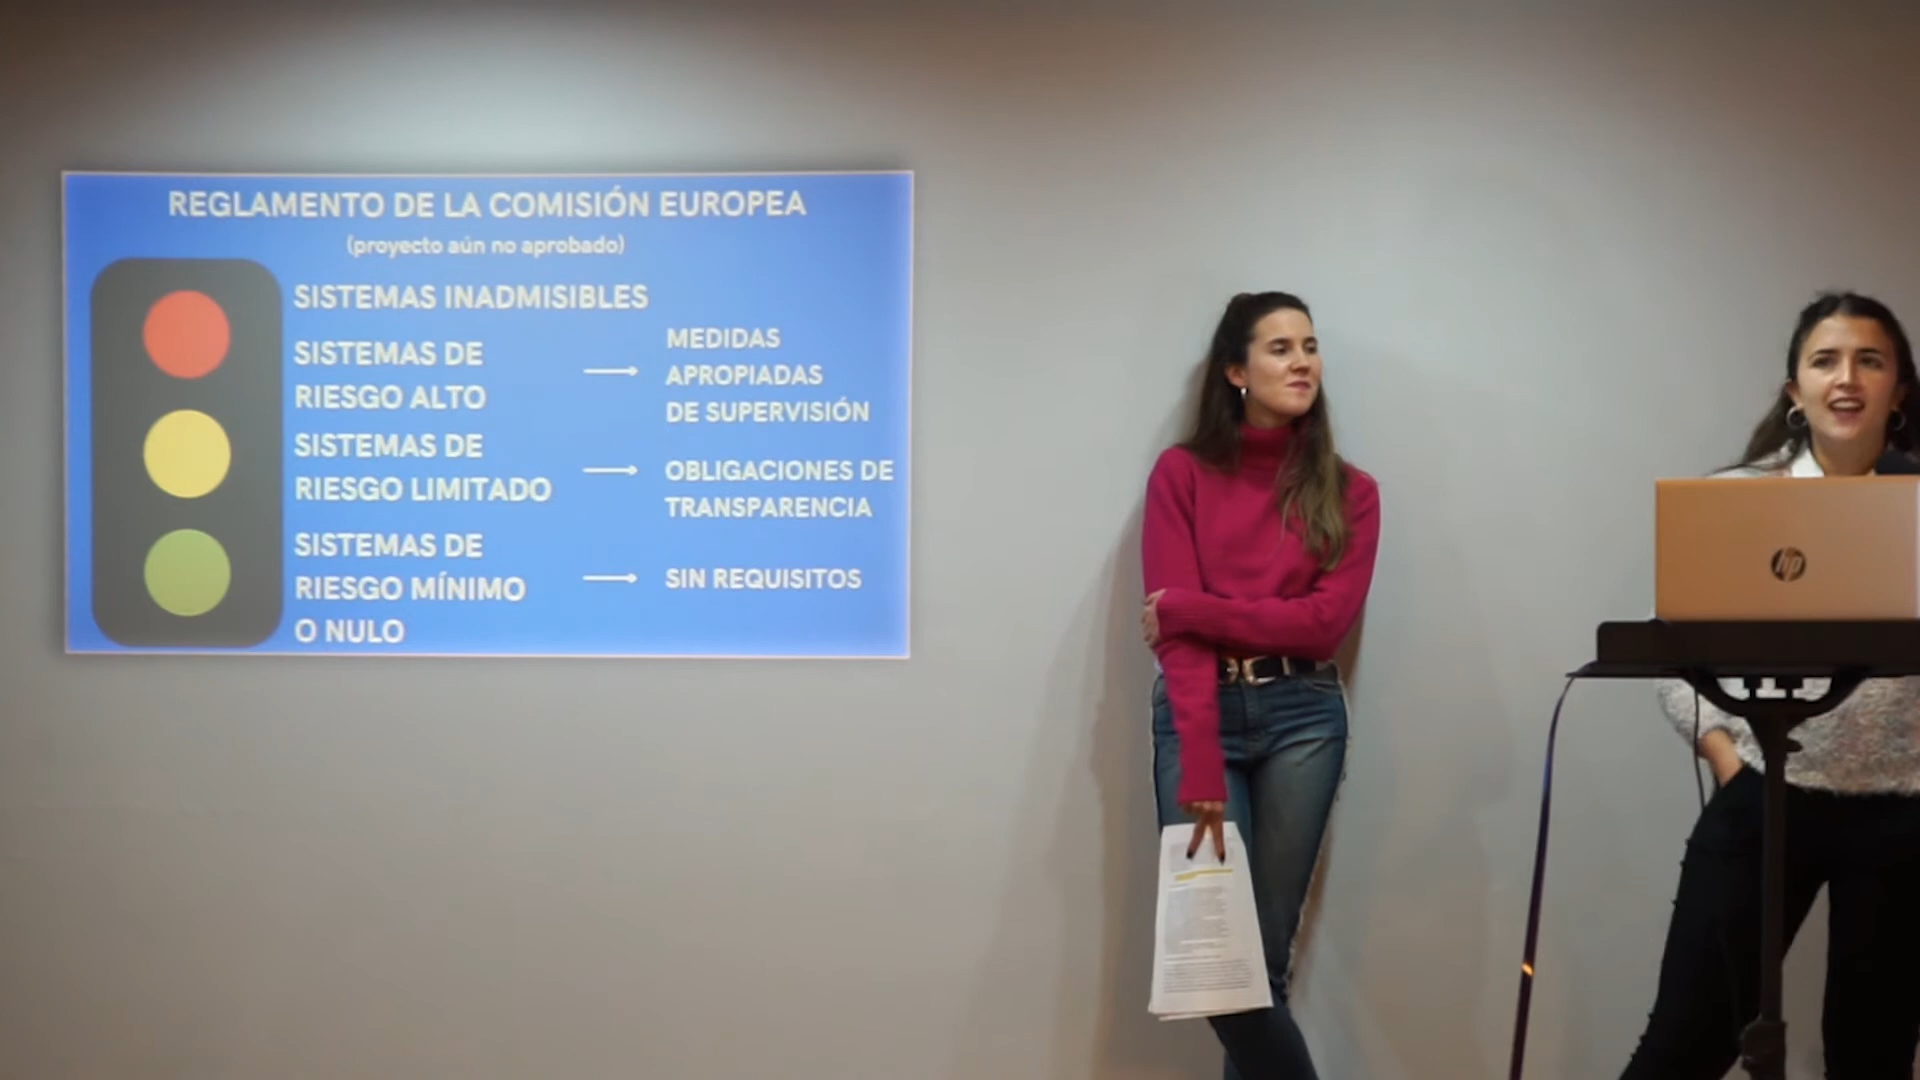 REGLAMENTO DE LA COMISIÓN EUROPEA
(proyecto aún no aprobado)
SISTEMAS INADMISIBLES
SISTEMAS DE
RIESGO ALTO
MEDIDAS
APROPIADAS
DE SUPERVISIÓN
SISTEMAS DE
RIESGO LIMITADO
OBLIGACIONES DE
TRANSPARENCIA
SISTEMAS DE
RIESGO MÍNIMO
O NULO
SIN REQUISITOS
hp